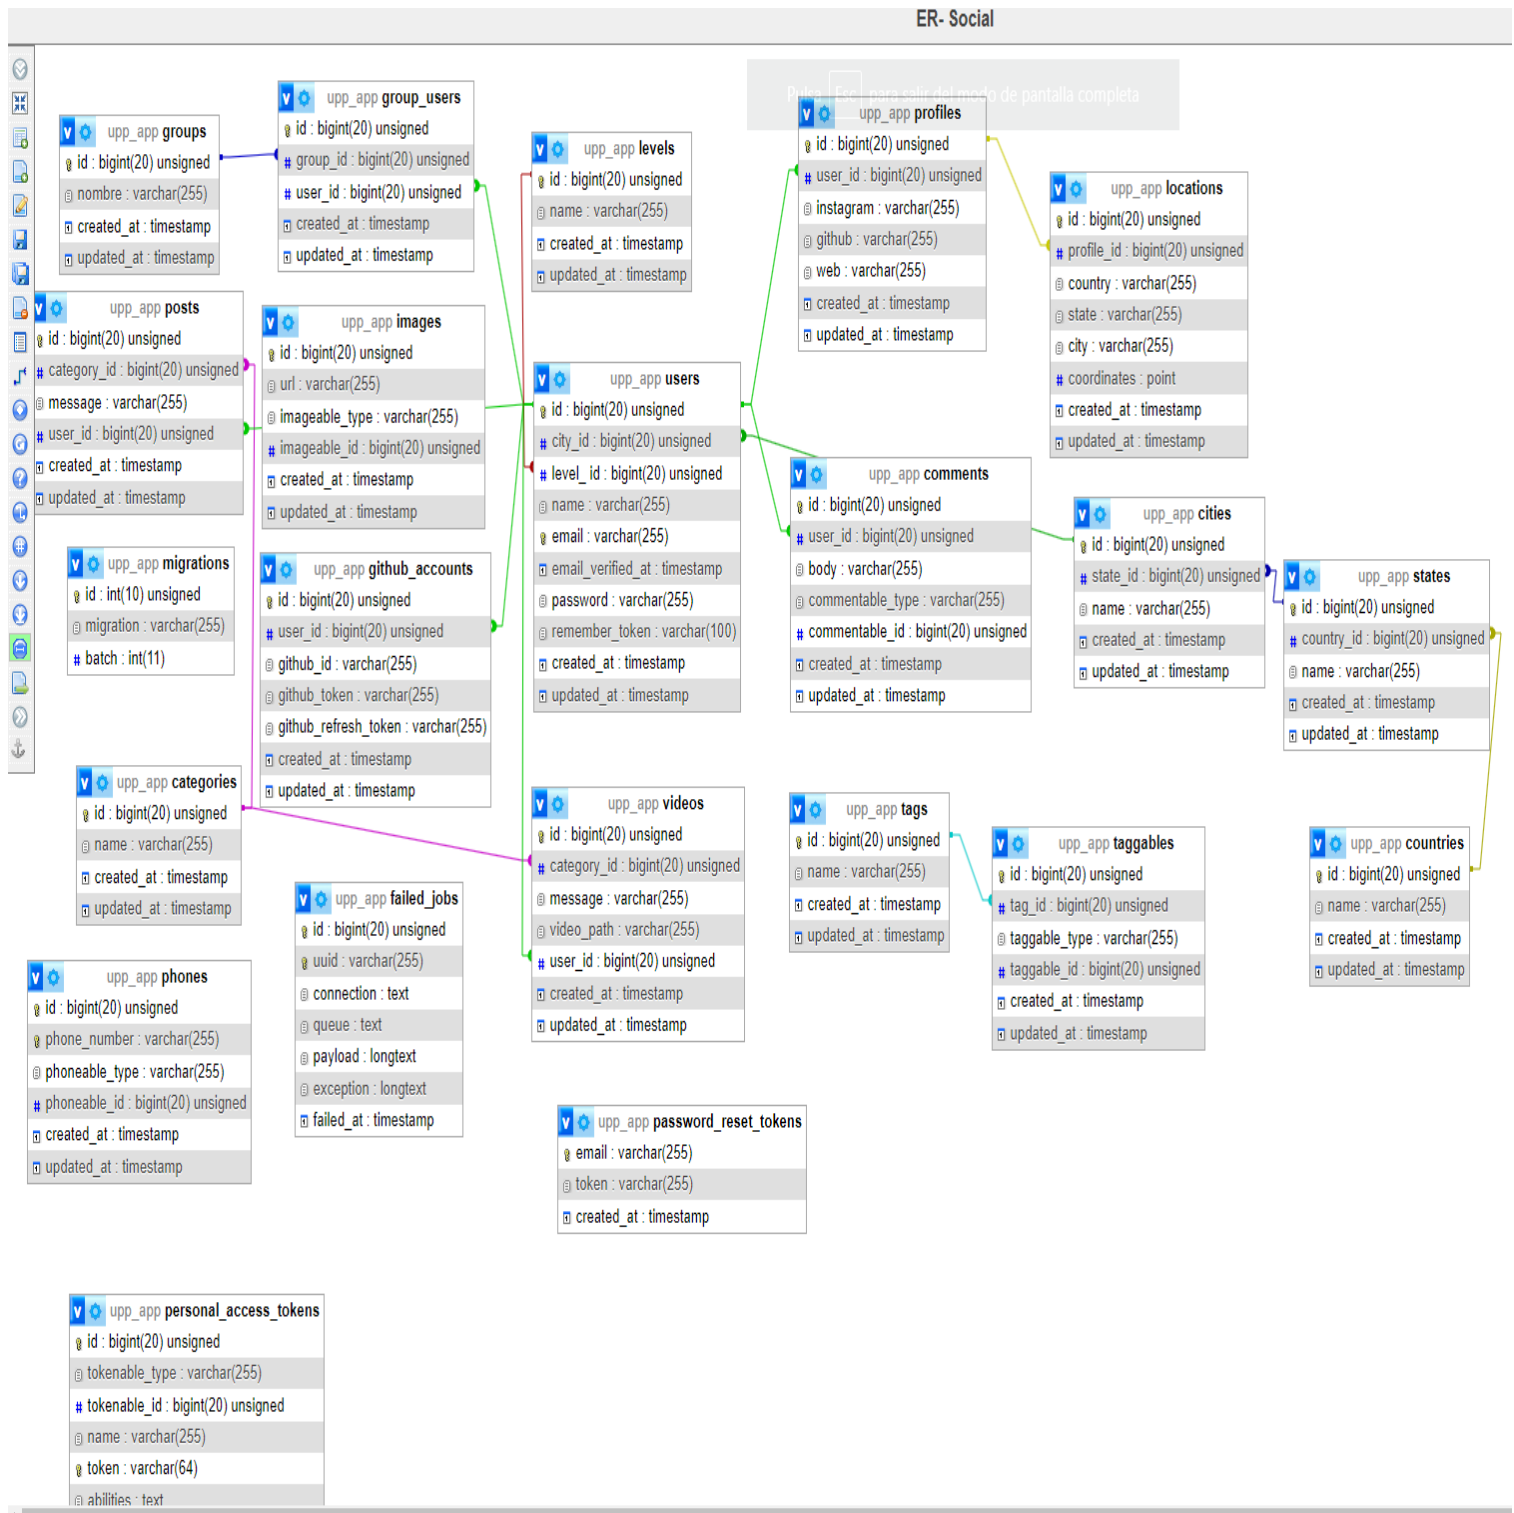 ER- Social
Pulsa Esc para salir del modo de pantalla completa
upp_app groups
id : bigint(20) unsigned
nombre : varchar(255)
created_at : timestamp
updated_at : timestamp
upp_app group_users
id : bigint(20) unsigned
group_id : bigint(20) unsigned
user_id : bigint(20) unsigned
created_at : timestamp
updated_at : timestamp
upp_app levels
id : bigint(20) unsigned
name : varchar(255)
created_at : timestamp
updated_at : timestamp
upp_app profiles
id : bigint(20) unsigned
user_id : bigint(20) unsigned
instagram : varchar(255)
github : varchar(255)
web : varchar(255)
created_at : timestamp
updated_at : timestamp
upp_app locations
id : bigint(20) unsigned
profile_id : bigint(20) unsigned
country : varchar(255)
state : varchar(255)
city : varchar(255)
coordinates : point
created_at : timestamp
updated_at : timestamp
upp_app posts
id : bigint(20) unsigned
category_id : bigint(20) unsigned
message : varchar(255)
user_id : bigint(20) unsigned
created_at : timestamp
updated_at : timestamp
upp_app images
id : bigint(20) unsigned
url : varchar(255)
imageable_type : varchar(255)
imageable_id : bigint(20) unsigned
created_at : timestamp
updated_at : timestamp
upp_app users
id : bigint(20) unsigned
city_id : bigint(20) unsigned
level_ id : bigint(20) unsigned
name : varchar(255)
email : varchar(255)
email_verified_at : timestamp
password : varchar(255)
remember_token : varchar(100)
created_at : timestamp
updated_at : timestamp
upp_app comments
id : bigint(20) unsigned
user_id : bigint(20) unsigned
body : varchar(255)
commentable_type : varchar(255)
commentable_id : bigint(20) unsigned
created_at : timestamp
updated_at : timestamp
upp_app cities
id : bigint(20) unsigned
state_id : bigint(20) unsigned
name : varchar(255)
created_at : timestamp
updated_at : timestamp
upp_app states
id : bigint(20) unsigned
country_id : bigint(20) unsigned
name : varchar(255)
created_at : timestamp
updated_at : timestamp
upp_app migrations
id : int(10) unsigned
migration : varchar(255)
batch : int(11)
upp_app github_accounts
id : bigint(20) unsigned
user_id : bigint(20) unsigned
github_id : varchar(255)
github_token : varchar(255)
github_refresh_token : varchar(255)
created_at : timestamp
updated_at : timestamp
upp_app categories
id : bigint(20) unsigned
name : varchar(255)
created_at : timestamp
updated_at : timestamp
upp_app videos
id : bigint(20) unsigned
category_id : bigint(20) unsigned
message : varchar(255)
video_path : varchar(255)
user_id : bigint(20) unsigned
created_at : timestamp
updated_at : timestamp
upp_app tags
id : bigint(20) unsigned
name : varchar(255)
created_at : timestamp
updated_at : timestamp
upp_app taggables
id : bigint(20) unsigned
tag_id : bigint(20) unsigned
taggable_type : varchar(255)
taggable_id : bigint(20) unsigned
created_at : timestamp
updated_at : timestamp
upp_app countries
id : bigint(20) unsigned
name : varchar(255)
created_at : timestamp
updated_at : timestamp
upp_app failed_jobs
id : bigint(20) unsigned
uuid : varchar(255)
connection : text
queue : text
payload : longtext
exception : longtext
failed_at : timestamp
upp_app phones
id : bigint(20) unsigned
phone_number : varchar(255)
phoneable_type : varchar(255)
phoneable_id : bigint(20) unsigned
created_at : timestamp
updated_at : timestamp
upp_app password_reset_tokens
email : varchar(255)
token : varchar(255)
created_at : timestamp
upp_app personal_access_tokens
id : bigint(20) unsigned
tokenable_type : varchar(255)
tokenable_id : bigint(20) unsigned
name : varchar(255)
token : varchar(64)
abilities : text